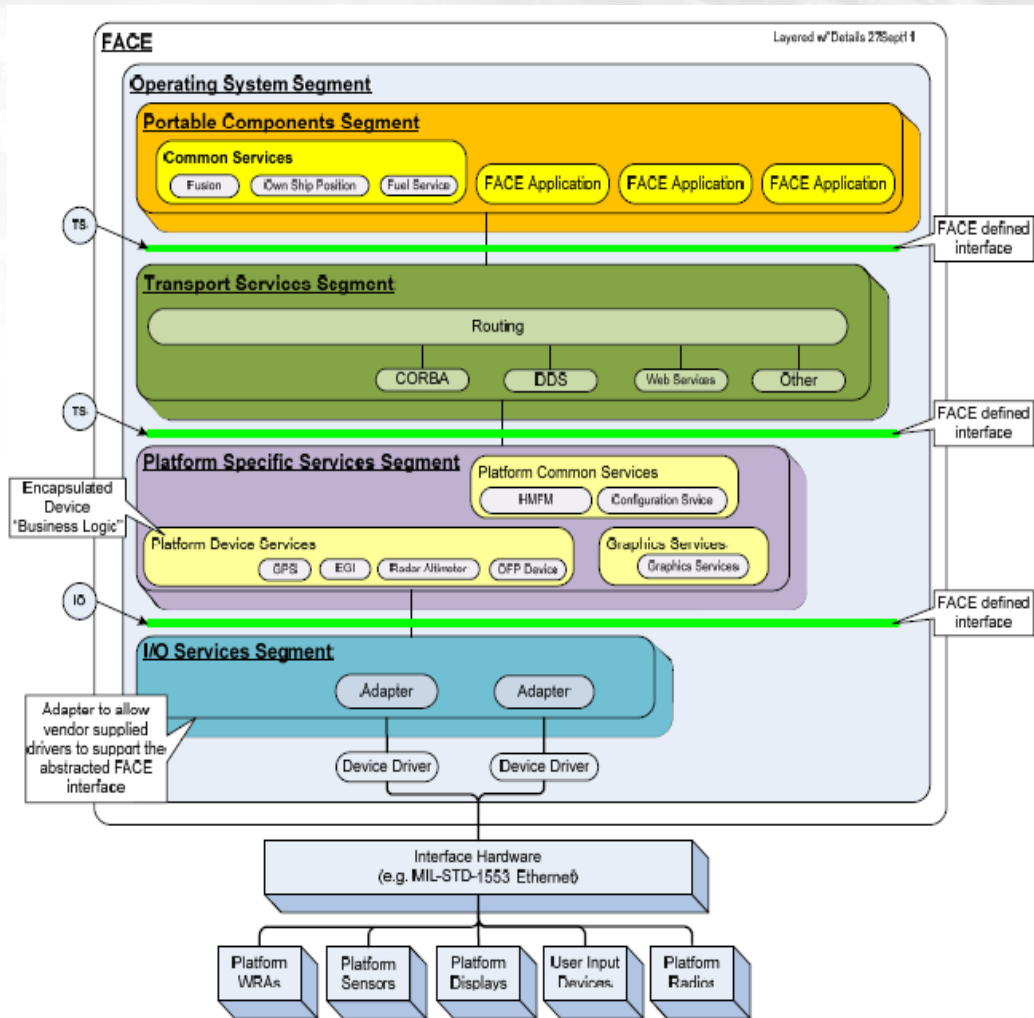 FACE
Layered w/ Details 27Sept11
Operating System Segment
Portable Components Segment
Common Services
Fusion
Own Ship Position
Fuel Service
FACE Application
FACE Application
FACE Application
TS
FACE defined
interface
Transport Services Segment
Routing
CORBA
DDS
Web Services
Other
TS
FACE defined
interface
Platform Specific Services Segment
Platform Common Services
HMFM
Configuration Srvice
Encapsulated
Device
"Business Logic"
Platform Device Services
GPS
EGI
Radar Altimeter
OFP Device
Graphics Services
Graphics Services
IO
FACE defined
interface
I/O Services Segment
Adapter
Adapter
Adapter to allow
vendor supplied
drivers to support the
abstracted FACE
interface
Device Driver
Device Driver
Interface Hardware
(e.g. MIL-STD-1553 Ethernet)
Platform
WRAs
Platform
Sensors
Platform
Displays
User Input
Devices
Platform
Radios